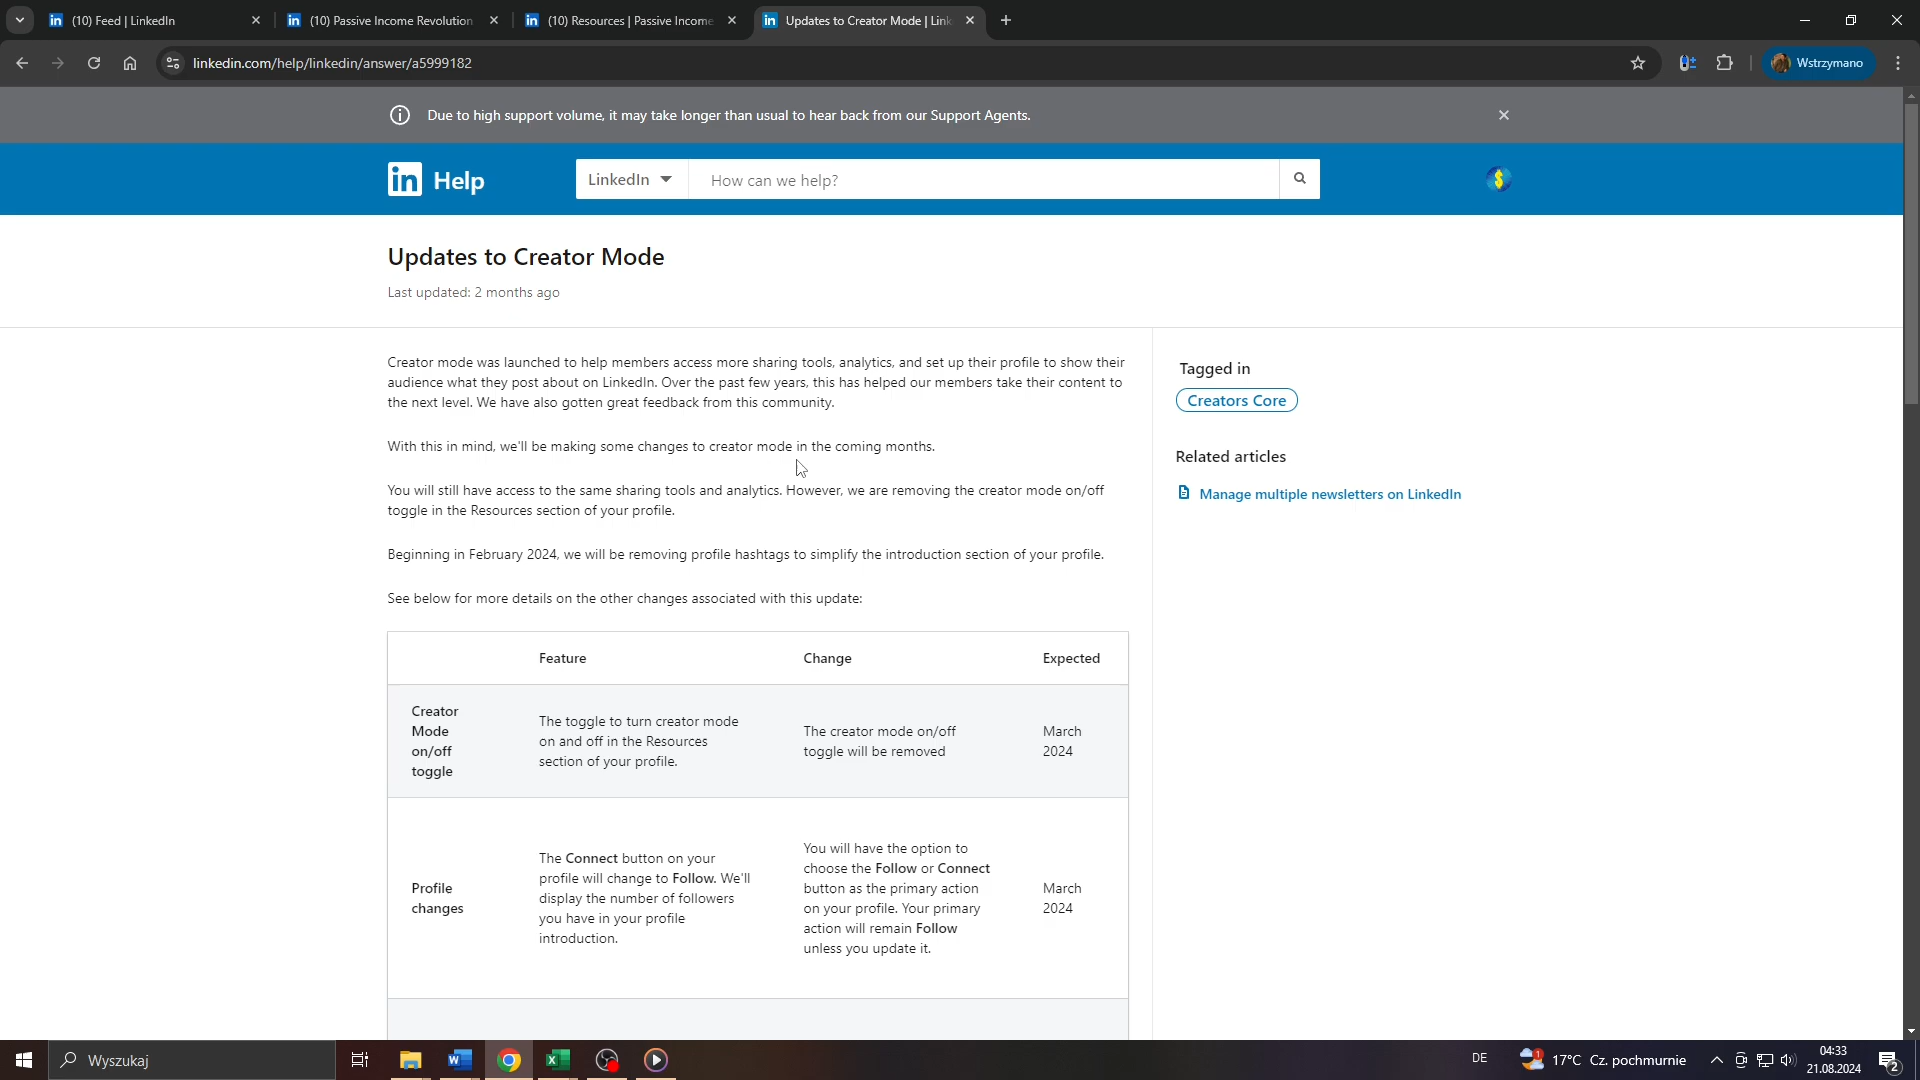 (10) Feed | LinkedIn
(10) Passive Income Revolution
(10) Resources | Passive Income
Updates to Creator Mode | Link
linkedin.com/help/linkedin/answer/a5999182
Wstrzymano
Due to high support volume, it may take longer than usual to hear back from our Support Agents.
in Help
LinkedIn
How can we help?
Updates to Creator Mode
Last updated: 2 months ago
Creator mode was launched to help members access more sharing tools, analytics, and set up their profile to show their
audience what they post about on LinkedIn. Over the past few years, this has helped our members take their content to
the next level. We have also gotten great feedback from this community.
With this in mind, we'll be making some changes to creator mode in the coming months.
You will still have access to the same sharing tools and analytics. However, we are removing the creator mode on/off
toggle in the Resources section of your profile.
Beginning in February 2024, we will be removing profile hashtags to simplify the introduction section of your profile.
See below for more details on the other changes associated with this update:
Feature
Change
Expected
Creator
Mode
on/off
toggle
The toggle to turn creator mode
on and off in the Resources
section of your profile.
The creator mode on/off
toggle will be removed
March
2024
Profile
changes
The Connect button on your
profile will change to Follow. We'll
display the number of followers
you have in your profile
introduction.
You will have the option to
choose the Follow or Connect
button as the primary action
on your profile. Your primary
action will remain Follow
unless you update it.
March
2024
Tagged in
Creators Core
Related articles
Manage multiple newsletters on LinkedIn
Wyszukaj
DE
17°C Cz. pochmurnie
04:33
21.08.2024
2